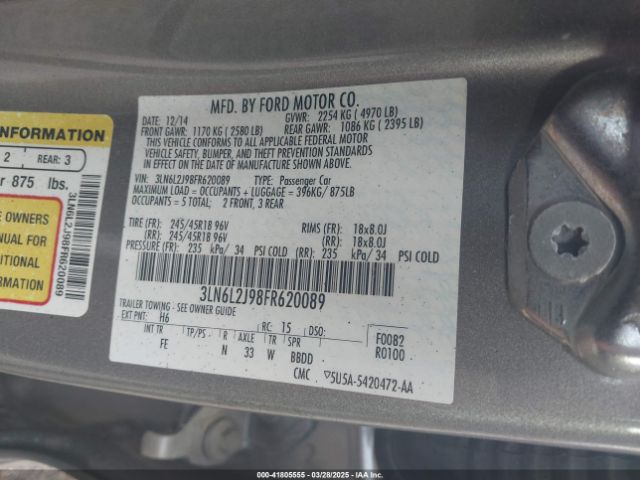 MFD. BY FORD MOTOR CO.
DATE: 12/14 GVWR: 2254 KG ( 4970 LB)
FRONT GAWR: 1170 KG ( 2580 LB) REAR GAWR: 1086 KG ( 2395 LB)
THIS VEHICLE CONFORMS TO ALL APPLICABLE FEDERAL MOTOR
VEHICLE SAFETY, BUMPER, AND THEFT PREVENTION STANDARDS
IN EFFECT ON THE DATE OF MANUFACTURE SHOWN ABOVE.
VIN: 3LN6L2J98FR620089 TYPE: Passenger Car
MAXIMUM LOAD = OCCUPANTS + LUGGAGE = 396KG/ 875LB
OCCUPANTS = 5 TOTAL: 2 FRONT, 3 REAR
TIRE (FR): 245/45R18 96V RIMS (FR): 18x8.0J
(RR): 245/45R18 96V (RR): 18x8.0J
PRESSURE (FR): 235 kPa/ 34 PSI COLD (RR): 235 kPa/ 34 PSI COLD
3LN6L2J98FR620089
TRAILER TOWING - SEE OWNER GUIDE
EXT PNT: H6 RC: 15 DSO:
INT TR TP/PS R AXLE TR SPR
FE N 33 W BBDD
F0082
R0100
CMC ▽5U5A-5420472-AA
INFORMATION
2 REAR: 3
r 875 lbs.
E OWNERS
ANUAL FOR
DITIONAL
RMATION
3LN6L2J98FR620089
000-41805555 03/28/2025 IAAI.COM